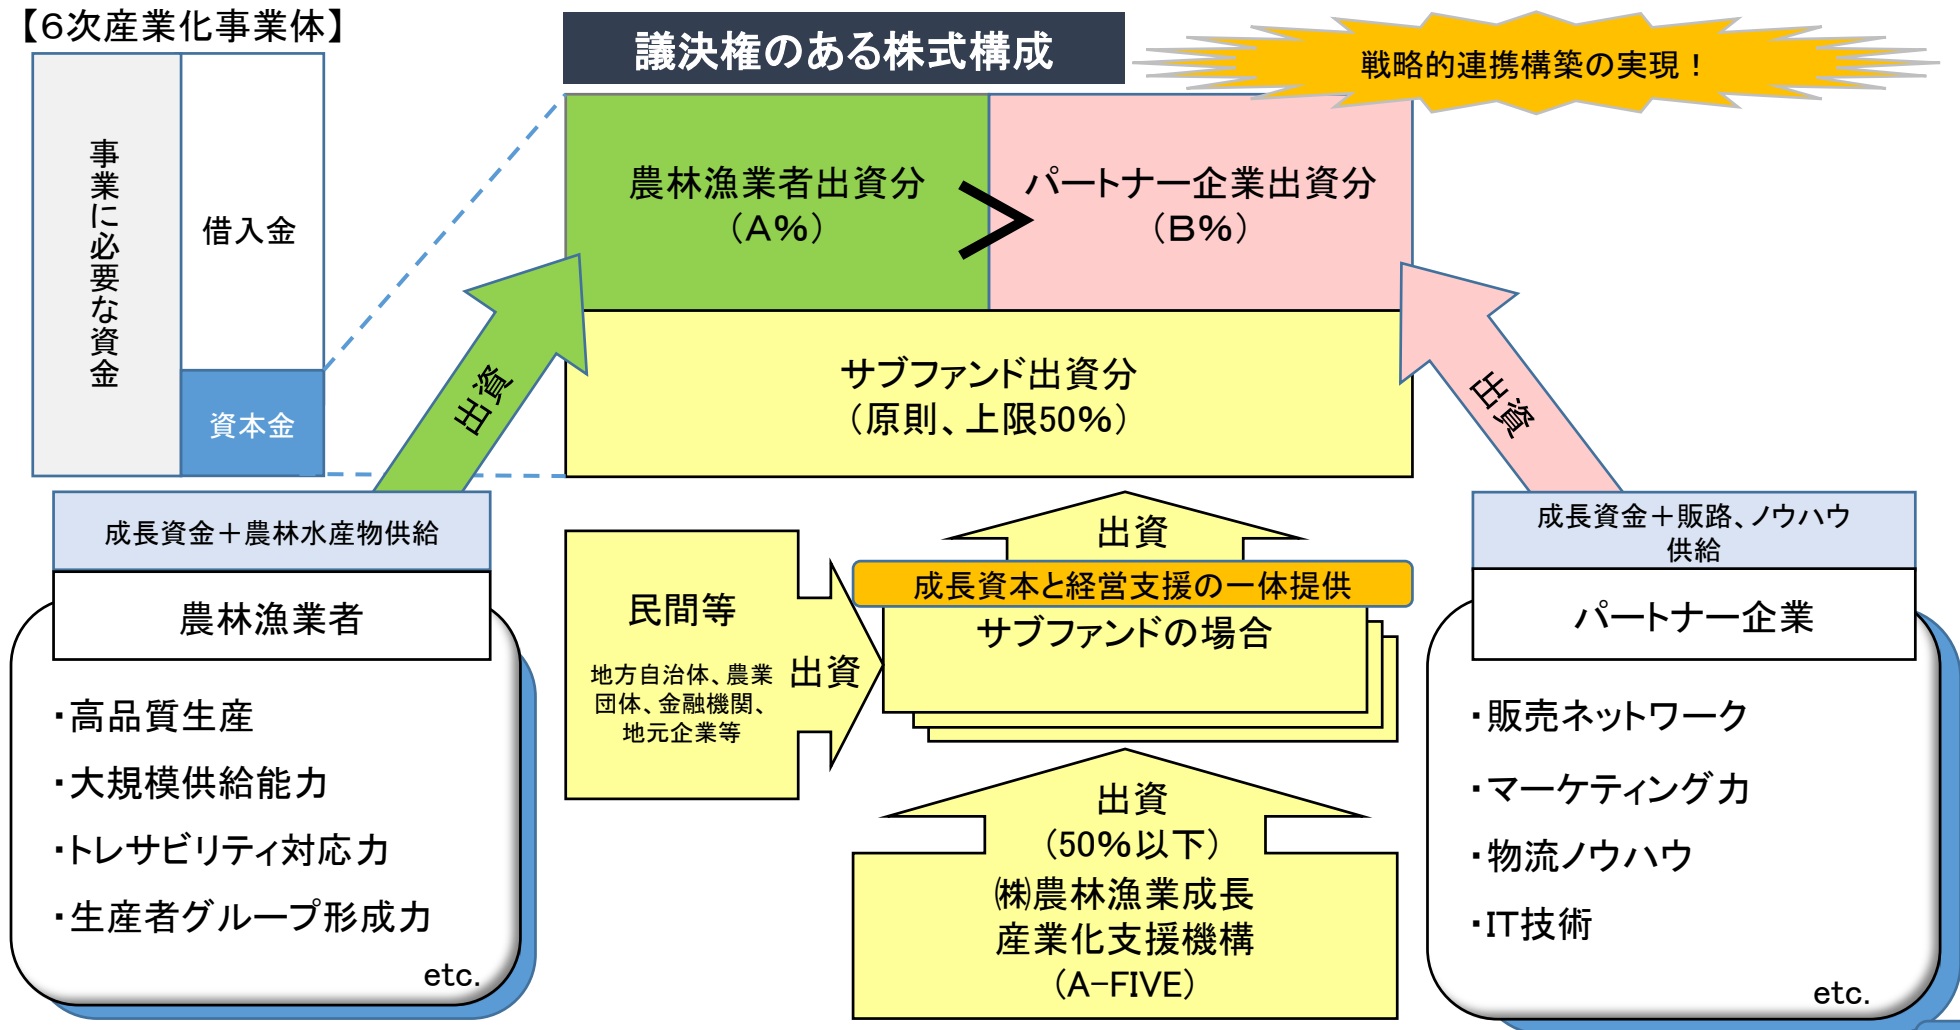 【６次産業化事業体】
事業に必要な資金
借入金
資本金
議決権のある株式構成
戦略的連携構築の実現！
農林漁業者出資分
（Ａ％）
＞
パートナー企業出資分
（Ｂ％）
サブファンド出資分
（原則、上限50％）
出資
出資
成長資金＋農林水産物供給
農林漁業者
・高品質生産
・大規模供給能力
・トレサビリティ対応力
・生産者グループ形成力
etc.
民間等
地方自治体、農業
団体、金融機関、
地元企業等
出資
出資
成長資本と経営支援の一体提供
サブファンドの場合
出資
（50％以下）
㈱農林漁業成長
産業化支援機構
（A-FIVE）
成長資金＋販路、ノウハウ
供給
パートナー企業
・販売ネットワーク
・マーケティング力
・物流ノウハウ
・IT技術
etc.